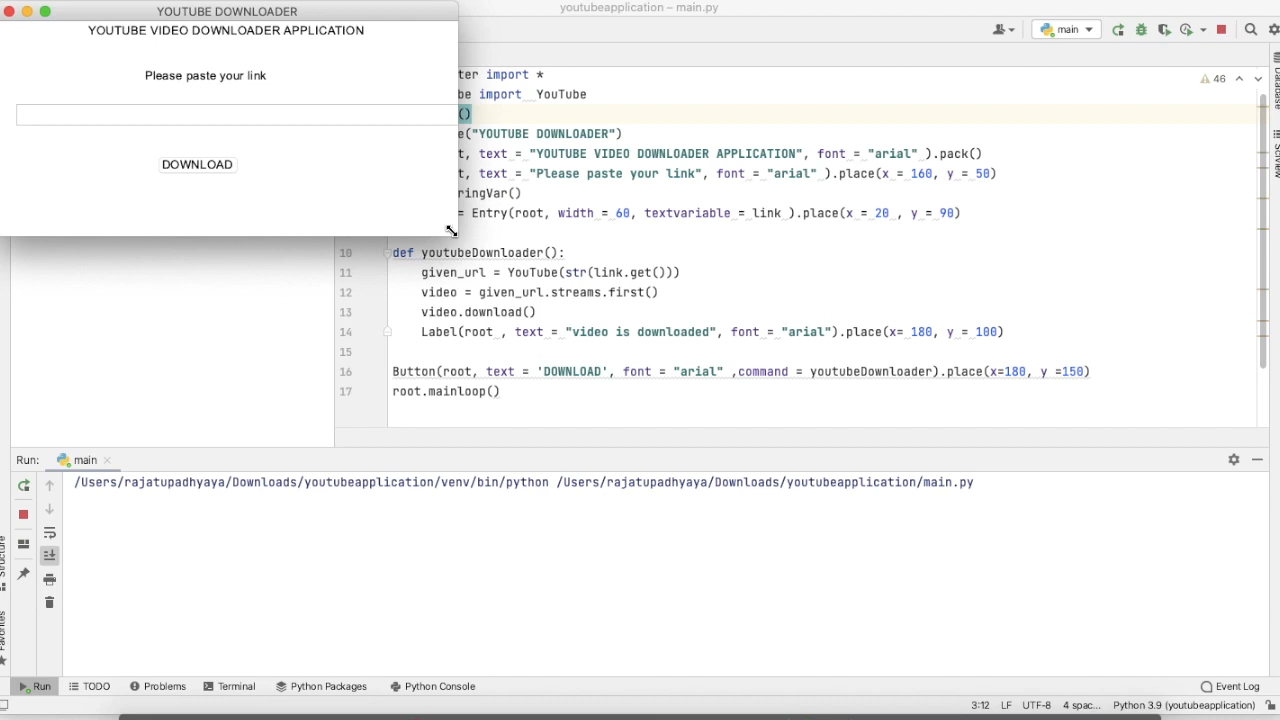 YOUTUBE DOWNLOADER
youtubeapplication – main.py
YOUTUBE VIDEO DOWNLOADER APPLICATION
main
Please paste your link
DOWNLOAD
46
ter import *
be import YouTube
()
e("YOUTUBE DOWNLOADER")
t, text = "YOUTUBE VIDEO DOWNLOADER APPLICATION", font = "arial" ).pack()
t, text = "Please paste your link", font = "arial" ).place(x = 160, y = 50)
ringVar()
= Entry(root, width = 60, textvariable = link ).place(x = 20 , y = 90)
10 def youtubeDownloader():
11 given_url = YouTube(str(link.get()))
12 video = given_url.streams.first()
13 video.download()
14 Label(root , text = "video is downloaded", font = "arial").place(x= 180, y = 100)
15
16 Button(root, text = 'DOWNLOAD', font = "arial" ,command = youtubeDownloader).place(x=180, y =150)
17 root.mainloop()
Database
Run: main
/Users/rajatupadhyaya/Downloads/youtubeapplication/venv/bin/python /Users/rajatupadhyaya/Downloads/youtubeapplication/main.py
Structure
Favorites
Run TODO Problems Terminal Python Packages Python Console Event Log
3:12 LF UTF-8 4 spac... Python 3.9 (youtubeapplication)